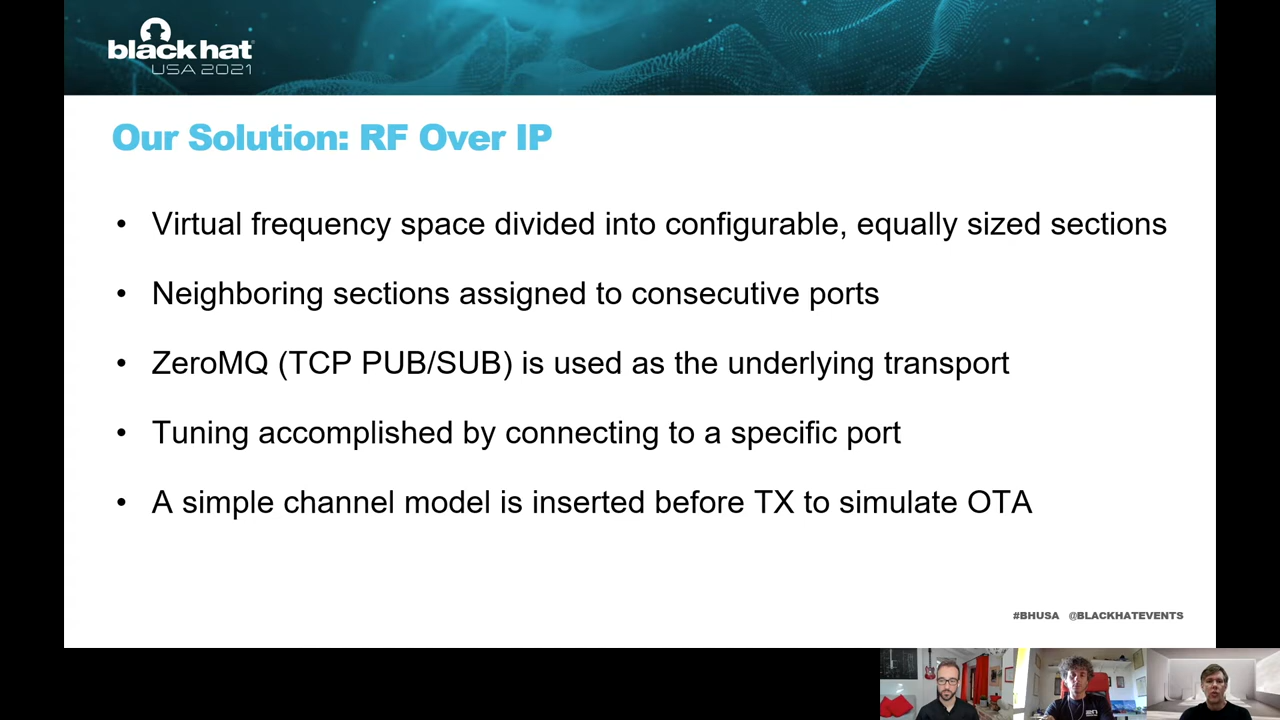 black hat
USA 2021
Our Solution: RF Over IP
• Virtual frequency space divided into configurable, equally sized sections
• Neighboring sections assigned to consecutive ports
• ZeroMQ (TCP PUB/SUB) is used as the underlying transport
• Tuning accomplished by connecting to a specific port
• A simple channel model is inserted before TX to simulate OTA
#BHUSA @BLACKHATEVENTS